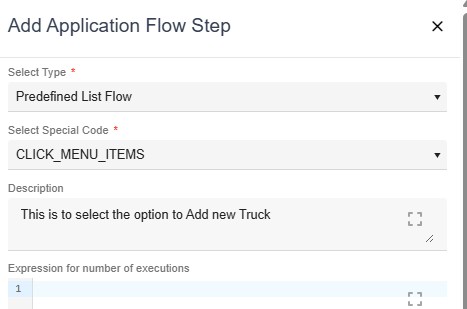 Add Application Flow Step
Select Type *
Predefined List Flow
Select Special Code *
CLICK_MENU_ITEMS
Description
This is to select the option to Add new Truck
Expression for number of executions
1